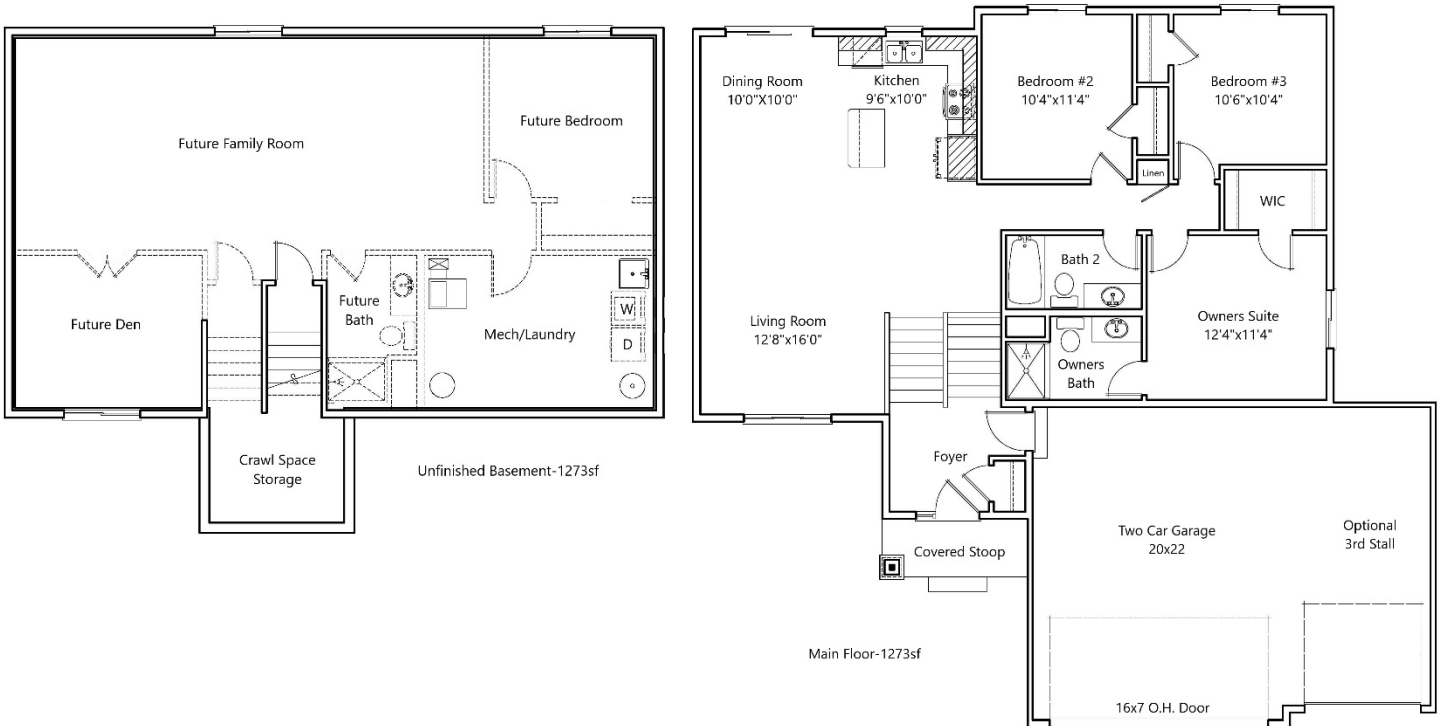 Future Family Room
Future Bedroom
Future Den
Future
Bath
Mech/Laundry
W
D
Crawl Space
Storage
Unfinished Basement-1273sf
Dining Room
10'0"X10'0"
Kitchen
9'6"x10'0"
Bedroom #2
10'4"x11'4"
Bedroom #3
10'6"x10'4"
Linen
WIC
Bath 2
Living Room
12'8"x16'0"
Owners Suite
12'4"x11'4"
Owners
Bath
Foyer
Covered Stoop
Two Car Garage
20x22
Optional
3rd Stall
Main Floor-1273sf
16x7 O.H. Door